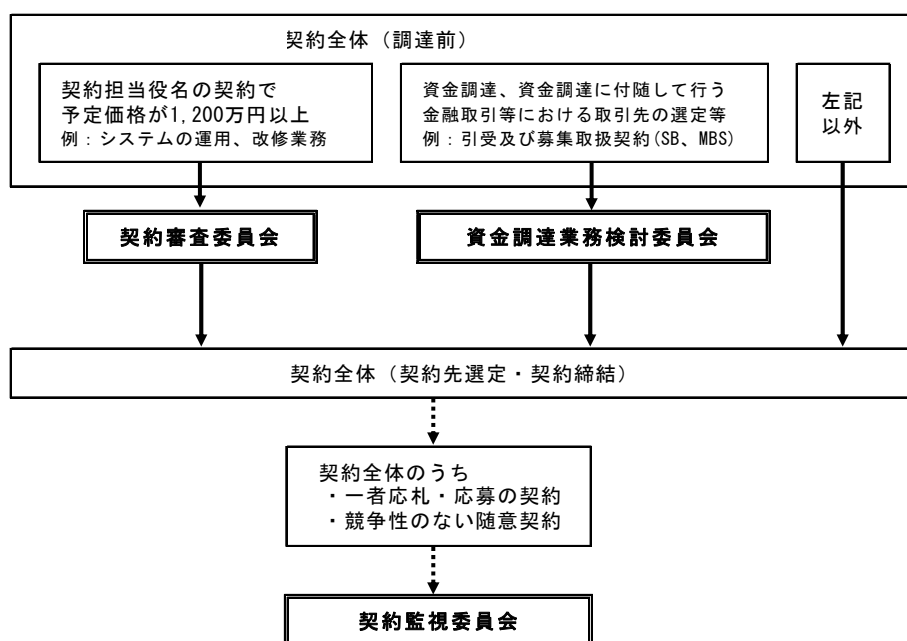 契約全体（調達前）
契約担当役名の契約で
予定価格が1,200万円以上
例：システムの運用、改修業務
資金調達、資金調達に付随して行う
金融取引等における取引先の選定等
例：引受及び募集取扱契約(SB、MBS)
左記
以外
契約審査委員会
資金調達業務検討委員会
契約全体（契約先選定・契約締結）
契約全体のうち
・一者応札・応募の契約
・競争性のない随意契約
契約監視委員会